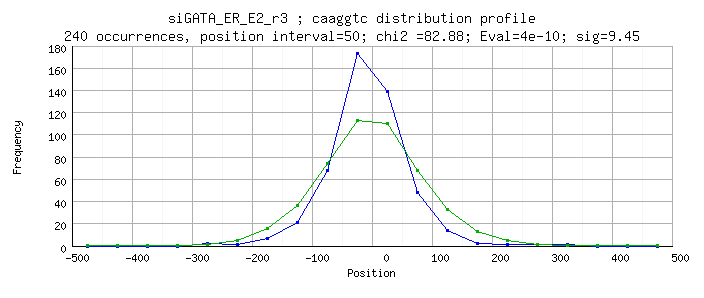 siGATA_ER_E2_r3 ; caaggtc distribution profile
240 occurrences, position interval=50; chi2 =82.88; Eval=4e-10; sig=9.45
180
160
140
120
100
80
60
40
20
0
Frequency
-500 -400 -300 -200 -100 0 100 200 300 400 500
Position